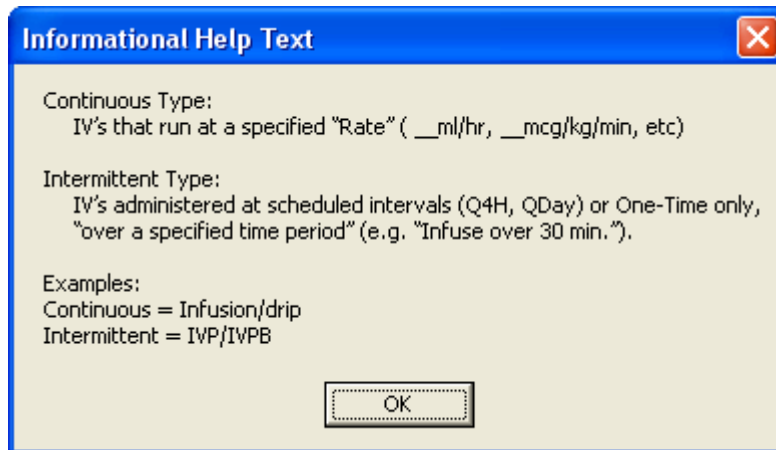 Informational Help Text
Continuous Type:
IV's that run at a specified "Rate" ( __ml/hr, __mcg/kg/min, etc)
Intermittent Type:
IV's administered at scheduled intervals (Q4H, QDay) or One-Time only,
"over a specified time period" (e.g. "Infuse over 30 min.").
Examples:
Continuous = Infusion/drip
Intermittent = IVP/IVPB
OK